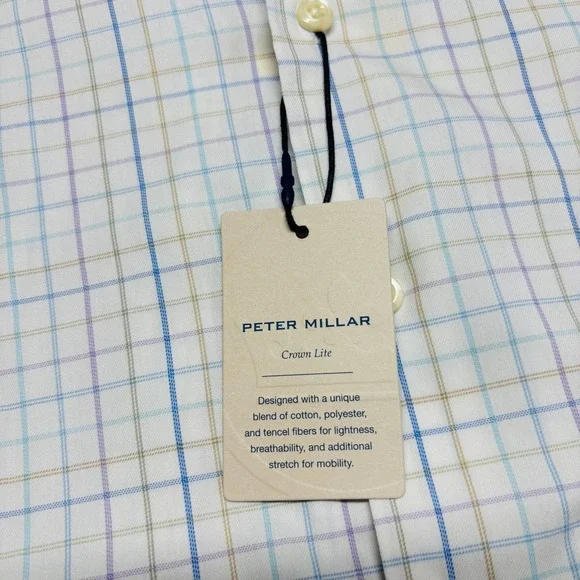 PETER MILLAR
Crown Lite
Designed with a unique
blend of cotton, polyester,
and tencel fibers for lightness,
breathability, and additional
stretch for mobility.